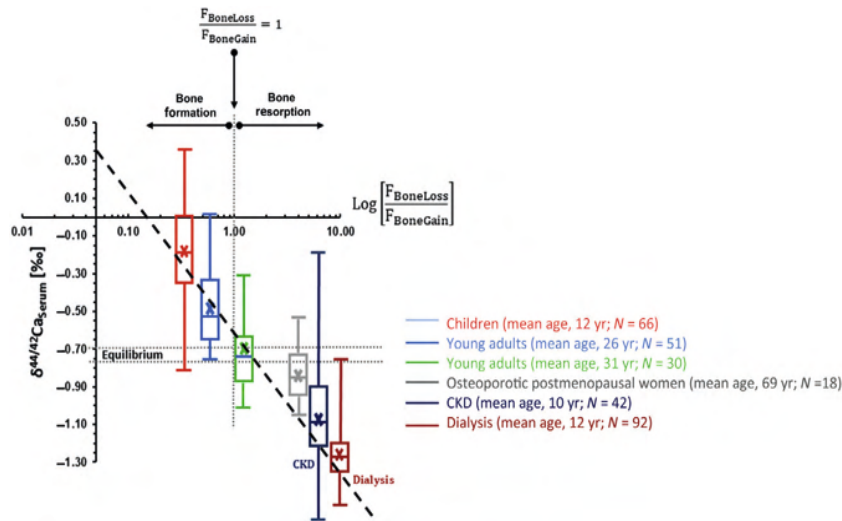 F_BoneLoss
F_BoneGain
= 1
Bone formation
Bone resorption
0.50
0.30
0.10
0.01
0.10
1.00
10.00
Log [F_BoneLoss / F_BoneGain]
−0.10
−0.30
−0.50
−0.70
−0.90
−1.10
−1.30
δ44/42CaSerum [‰]
Equilibrium
CKD
Dialysis
Children (mean age, 12 yr; N = 66)
Young adults (mean age, 26 yr; N = 51)
Young adults (mean age, 31 yr; N = 30)
Osteoporotic postmenopausal women (mean age, 69 yr; N =18)
CKD (mean age, 10 yr; N = 42)
Dialysis (mean age, 12 yr; N = 92)